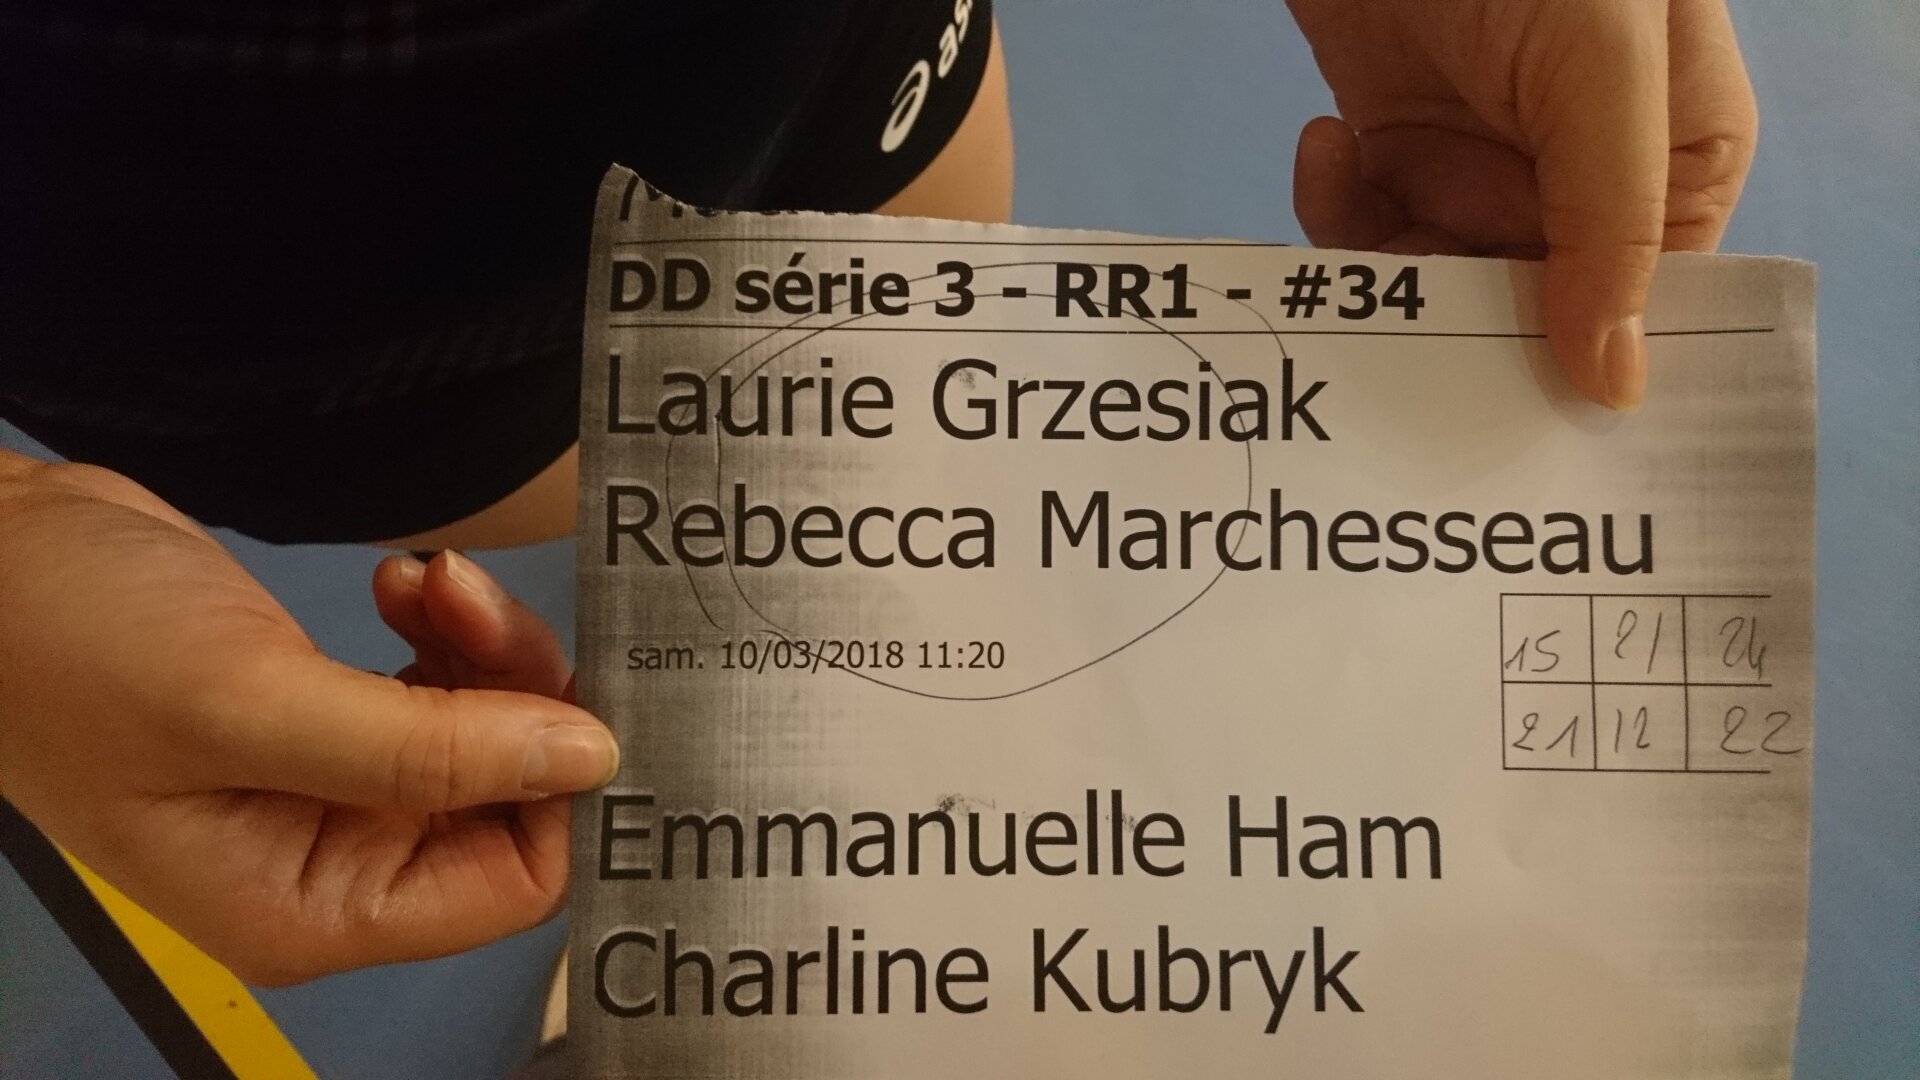 asi
DD série 3 - RR1 - #34
Laurie Grzesiak
Rebecca Marchesseau
15 21 24
sam. 10/03/2018 11:20
21 12 22
Emmanuelle Ham
Charline Kubryk